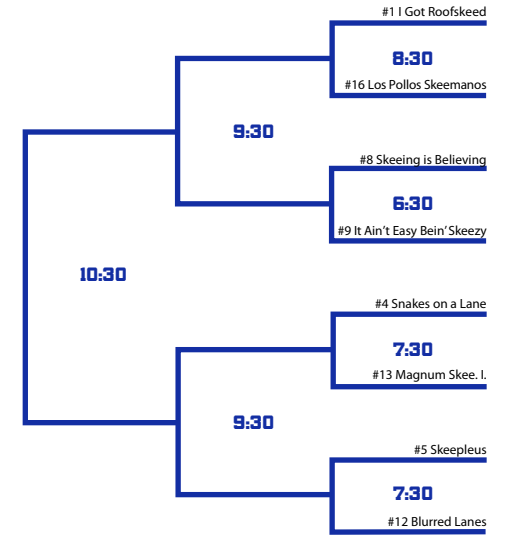 #1 I Got Roofskeed
8:30
#16 Los Pollos Skeemanos
9:30
#8 Skeeing is Believing
6:30
#9 It Ain't Easy Bein' Skeezy
10:30
#4 Snakes on a Lane
7:30
#13 Magnum Skee. I.
9:30
#5 Skeepleus
7:30
#12 Blurred Lanes